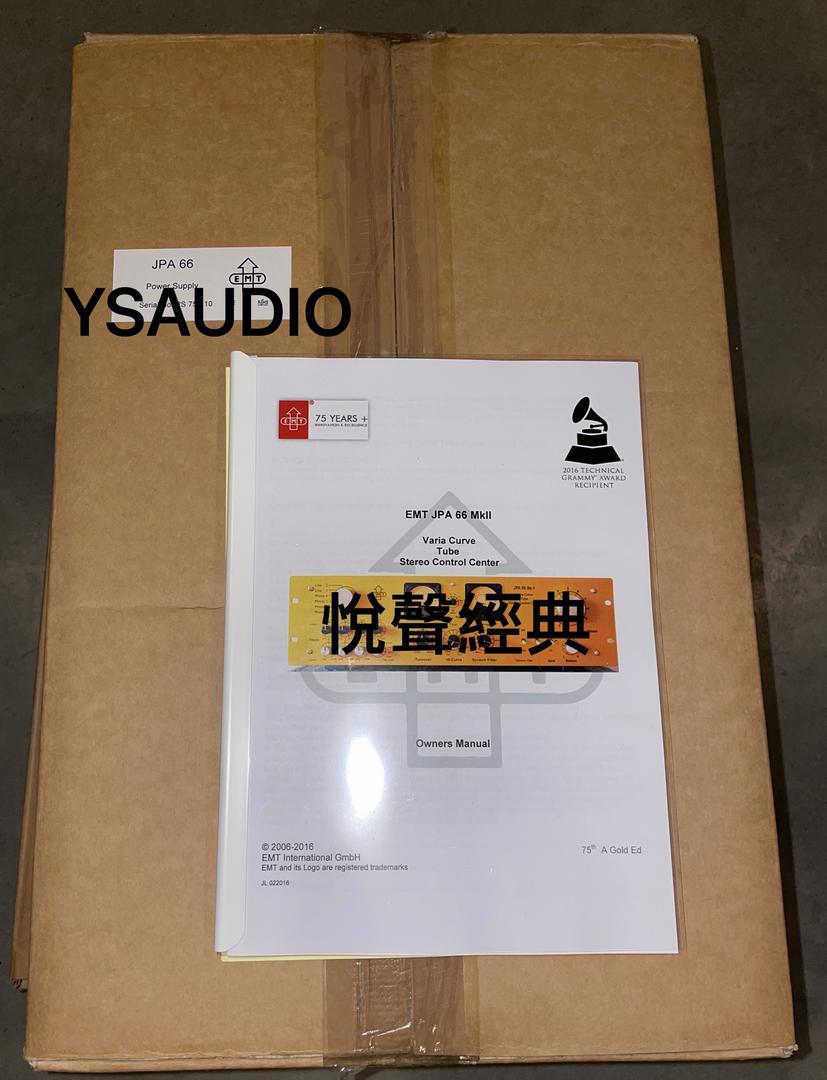 JPA 66
EMT
Power Supply
YSAUDIO
EMT
75 YEARS +
INNOVATION & EXCELLENCE
2016 TECHNICAL
GRAMMY® AWARD
RECIPIENT
EMT JPA 66 MkII
Varia Curve
Tube
Stereo Control Center
悅聲經典
Owners Manual
© 2006-2016
EMT International GmbH
EMT and its Logo are registered trademarks
JL 022016
75th A Gold Ed